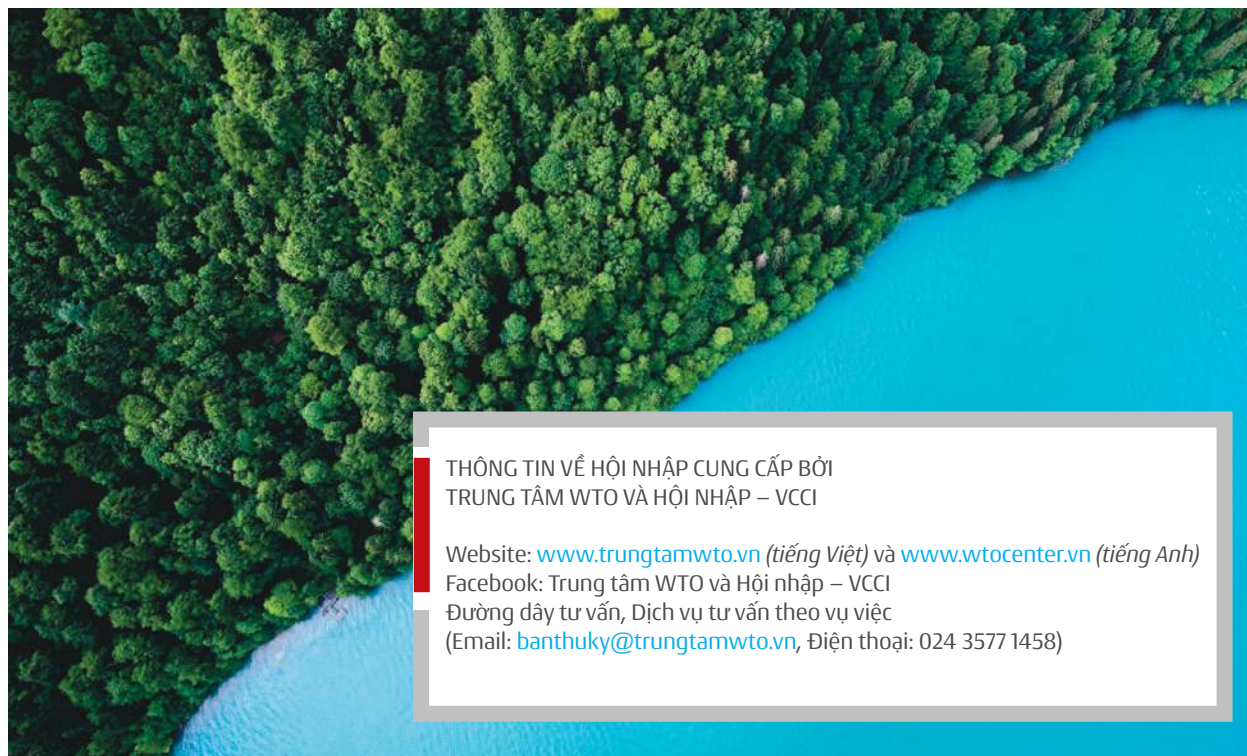 THÔNG TIN VỀ HỘI NHẬP CUNG CẤP BỞI
TRUNG TÂM WTO VÀ HỘI NHẬP – VCCI
Website: www.trungtamwto.vn (tiếng Việt) và www.wtocenter.vn (tiếng Anh)
Facebook: Trung tâm WTO và Hội nhập – VCCI
Đường dây tư vấn, Dịch vụ tư vấn theo vụ việc
(Email: banthuky@trungtamwto.vn, Điện thoại: 024 3577 1458)